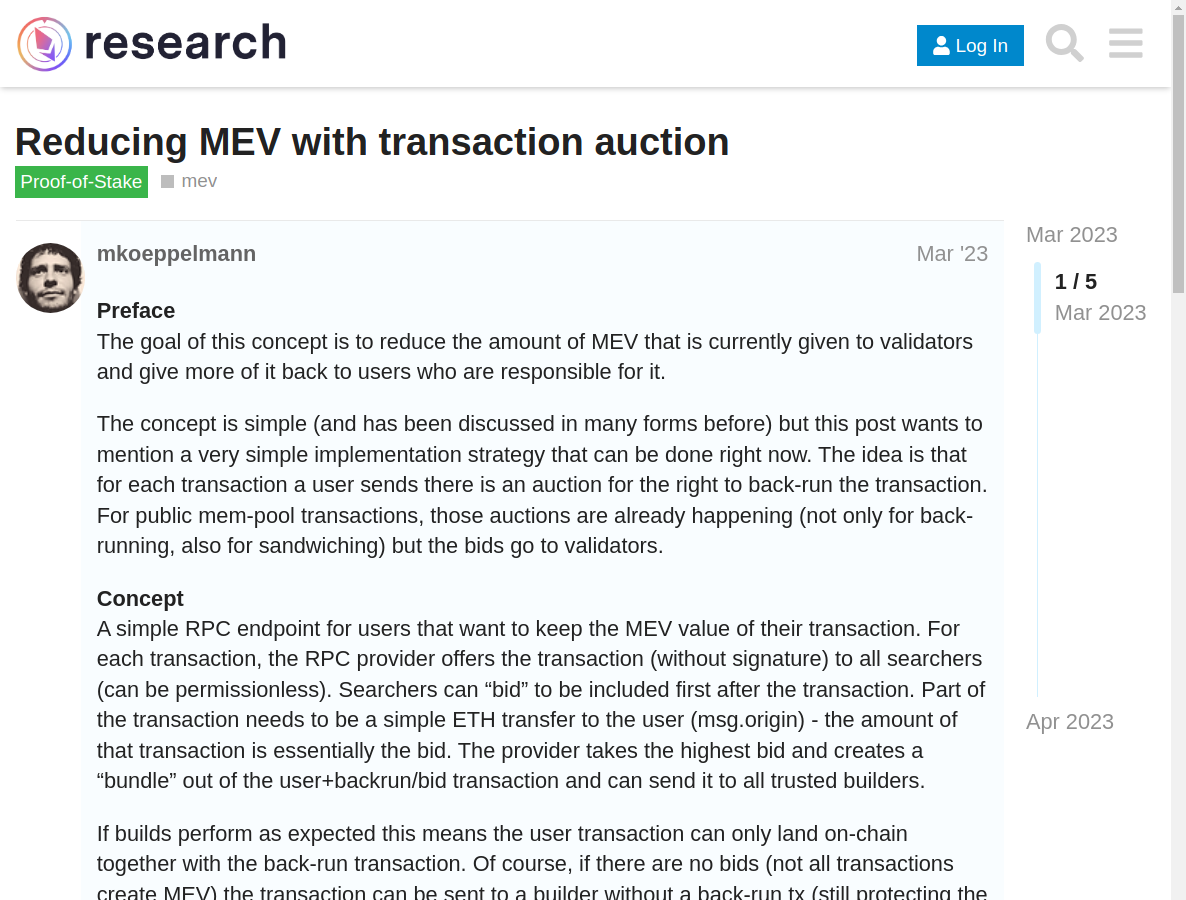 research
Log In
Reducing MEV with transaction auction
Proof-of-Stake
mev
mkoeppelmann
Mar '23
Preface
The goal of this concept is to reduce the amount of MEV that is currently given to validators
and give more of it back to users who are responsible for it.
The concept is simple (and has been discussed in many forms before) but this post wants to
mention a very simple implementation strategy that can be done right now. The idea is that
for each transaction a user sends there is an auction for the right to back-run the transaction.
For public mem-pool transactions, those auctions are already happening (not only for back-
running, also for sandwiching) but the bids go to validators.
Concept
A simple RPC endpoint for users that want to keep the MEV value of their transaction. For
each transaction, the RPC provider offers the transaction (without signature) to all searchers
(can be permissionless). Searchers can “bid” to be included first after the transaction. Part of
the transaction needs to be a simple ETH transfer to the user (msg.origin) - the amount of
that transaction is essentially the bid. The provider takes the highest bid and creates a
“bundle” out of the user+backrun/bid transaction and can send it to all trusted builders.
If builds perform as expected this means the user transaction can only land on-chain
together with the back-run transaction. Of course, if there are no bids (not all transactions
create MEV) the transaction can be sent to a builder without a back-run tx (still protecting the
Mar 2023
1 / 5
Mar 2023
Apr 2023